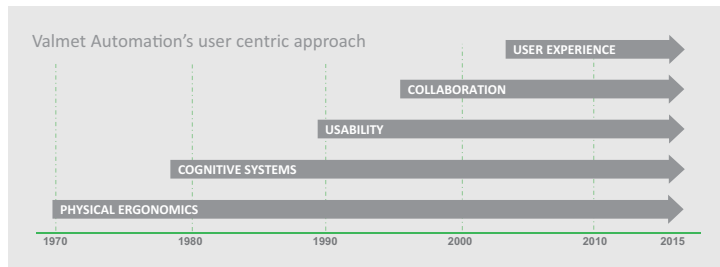 Valmet Automation's user centric approach
USER EXPERIENCE
COLLABORATION
USABILITY
COGNITIVE SYSTEMS
PHYSICAL ERGONOMICS
1970 1980 1990 2000 2010 2015